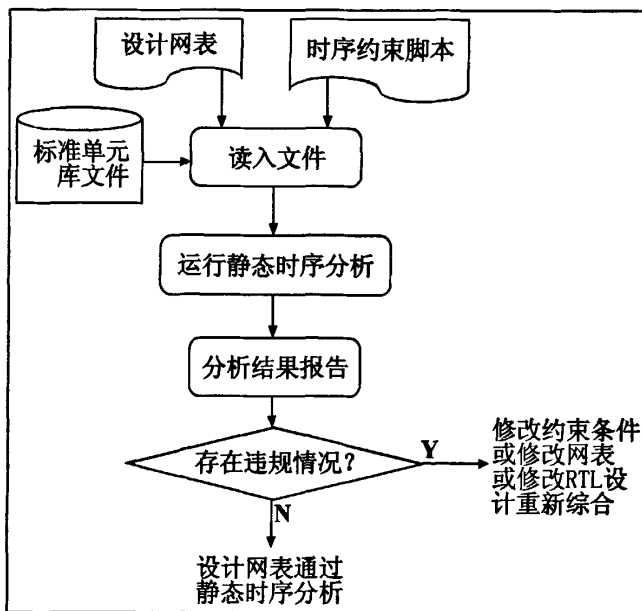 设计网表
时序约束脚本
标准单元
库文件
读入文件
运行静态时序分析
分析结果报告
存在违规情况？
Y
修改约束条件
或修改网表
或修改RTL设
计重新综合
N
设计网表通过
静态时序分析